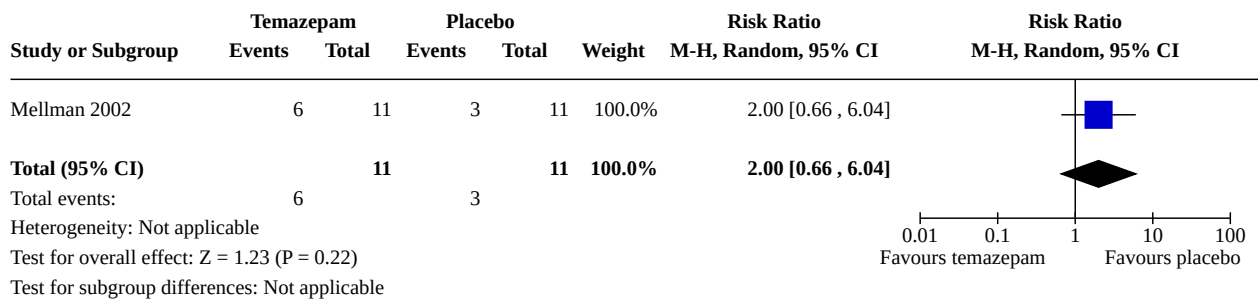 Temazepam Placebo Risk Ratio Risk Ratio
Study or Subgroup Events Total Events Total Weight M-H, Random, 95% CI M-H, Random, 95% CI
Mellman 2002 6 11 3 11 100.0% 2.00 [0.66 , 6.04]
Total (95% CI) 11 11 100.0% 2.00 [0.66 , 6.04]
Total events: 6 3
Heterogeneity: Not applicable
0.01 0.1 1 10 100
Test for overall effect: Z = 1.23 (P = 0.22) Favours temazepam Favours placebo
Test for subgroup differences: Not applicable